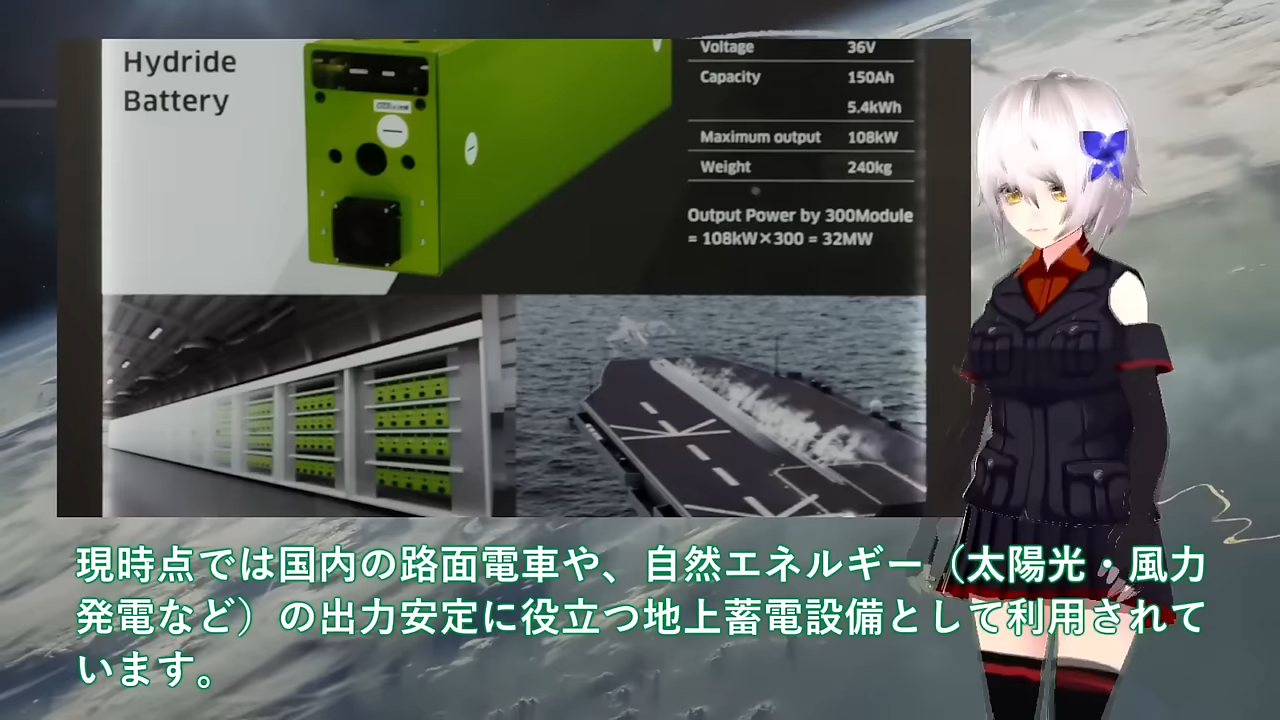 Hydride
Battery
Voltage 36V
Capacity 150Ah
5.4kWh
Maximum output 108kW
Weight 240kg
Output Power by 300Module
= 108kW×300 = 32MW
現時点では国内の路面電車や、自然エネルギー（太陽光・風力
発電など）の出力安定に役立つ地上蓄電設備として利用されて
います。